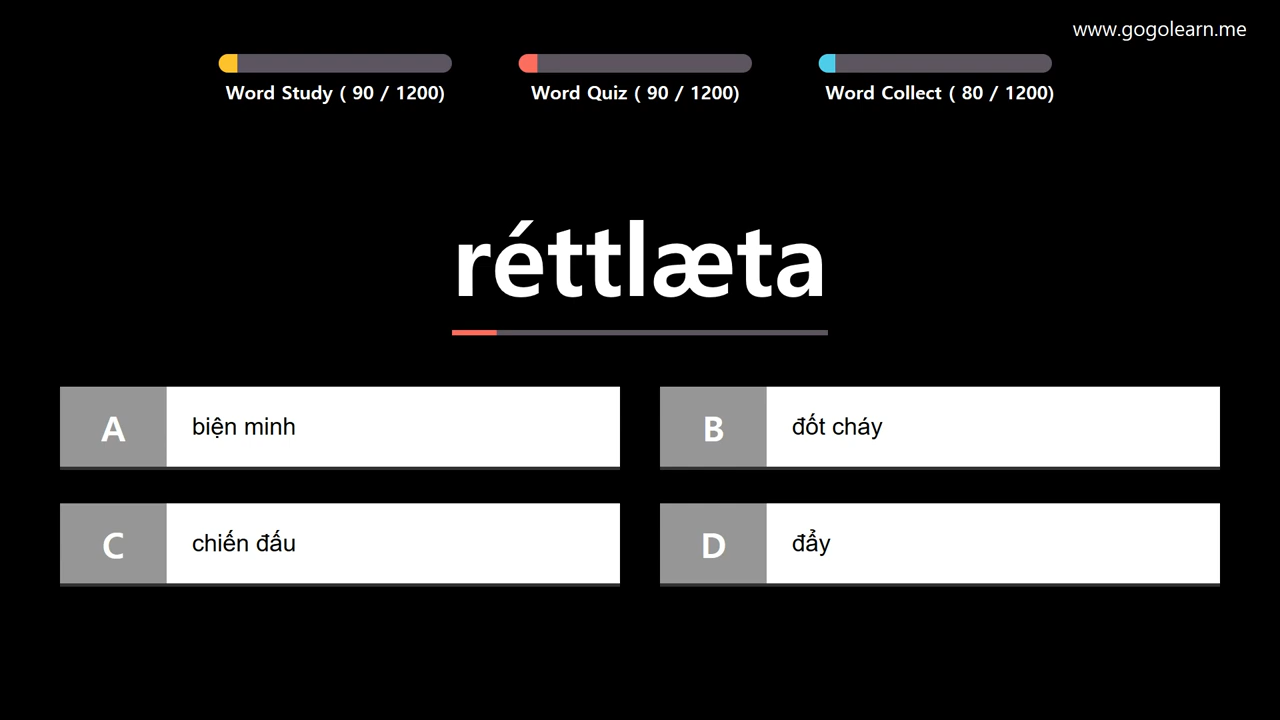 www.gogolearn.me
Word Study ( 90 / 1200)
Word Quiz ( 90 / 1200)
Word Collect ( 80 / 1200)
réttlæta
A
biện minh
B
đốt cháy
C
chiến đấu
D
đẩy